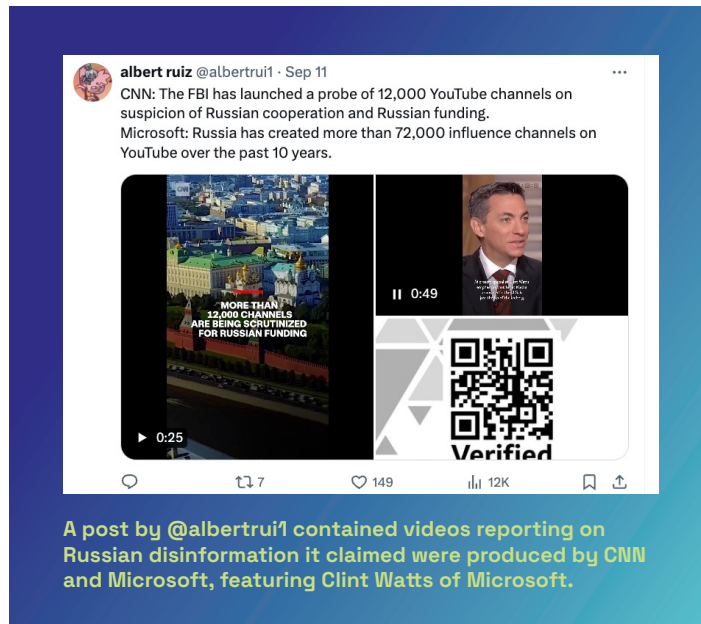 albert ruiz @albertrui1 · Sep 11
CNN: The FBI has launched a probe of 12,000 YouTube channels on
suspicion of Russian cooperation and Russian funding.
Microsoft: Russia has created more than 72,000 influence channels on
YouTube over the past 10 years.
CNN
MORE THAN
12,000 CHANNELS
ARE BEING SCRUTINIZED
FOR RUSSIAN FUNDING
0:25
0:49
Verified
7
149
12K
A post by @albertrui1 contained videos reporting on
Russian disinformation it claimed were produced by CNN
and Microsoft, featuring Clint Watts of Microsoft.